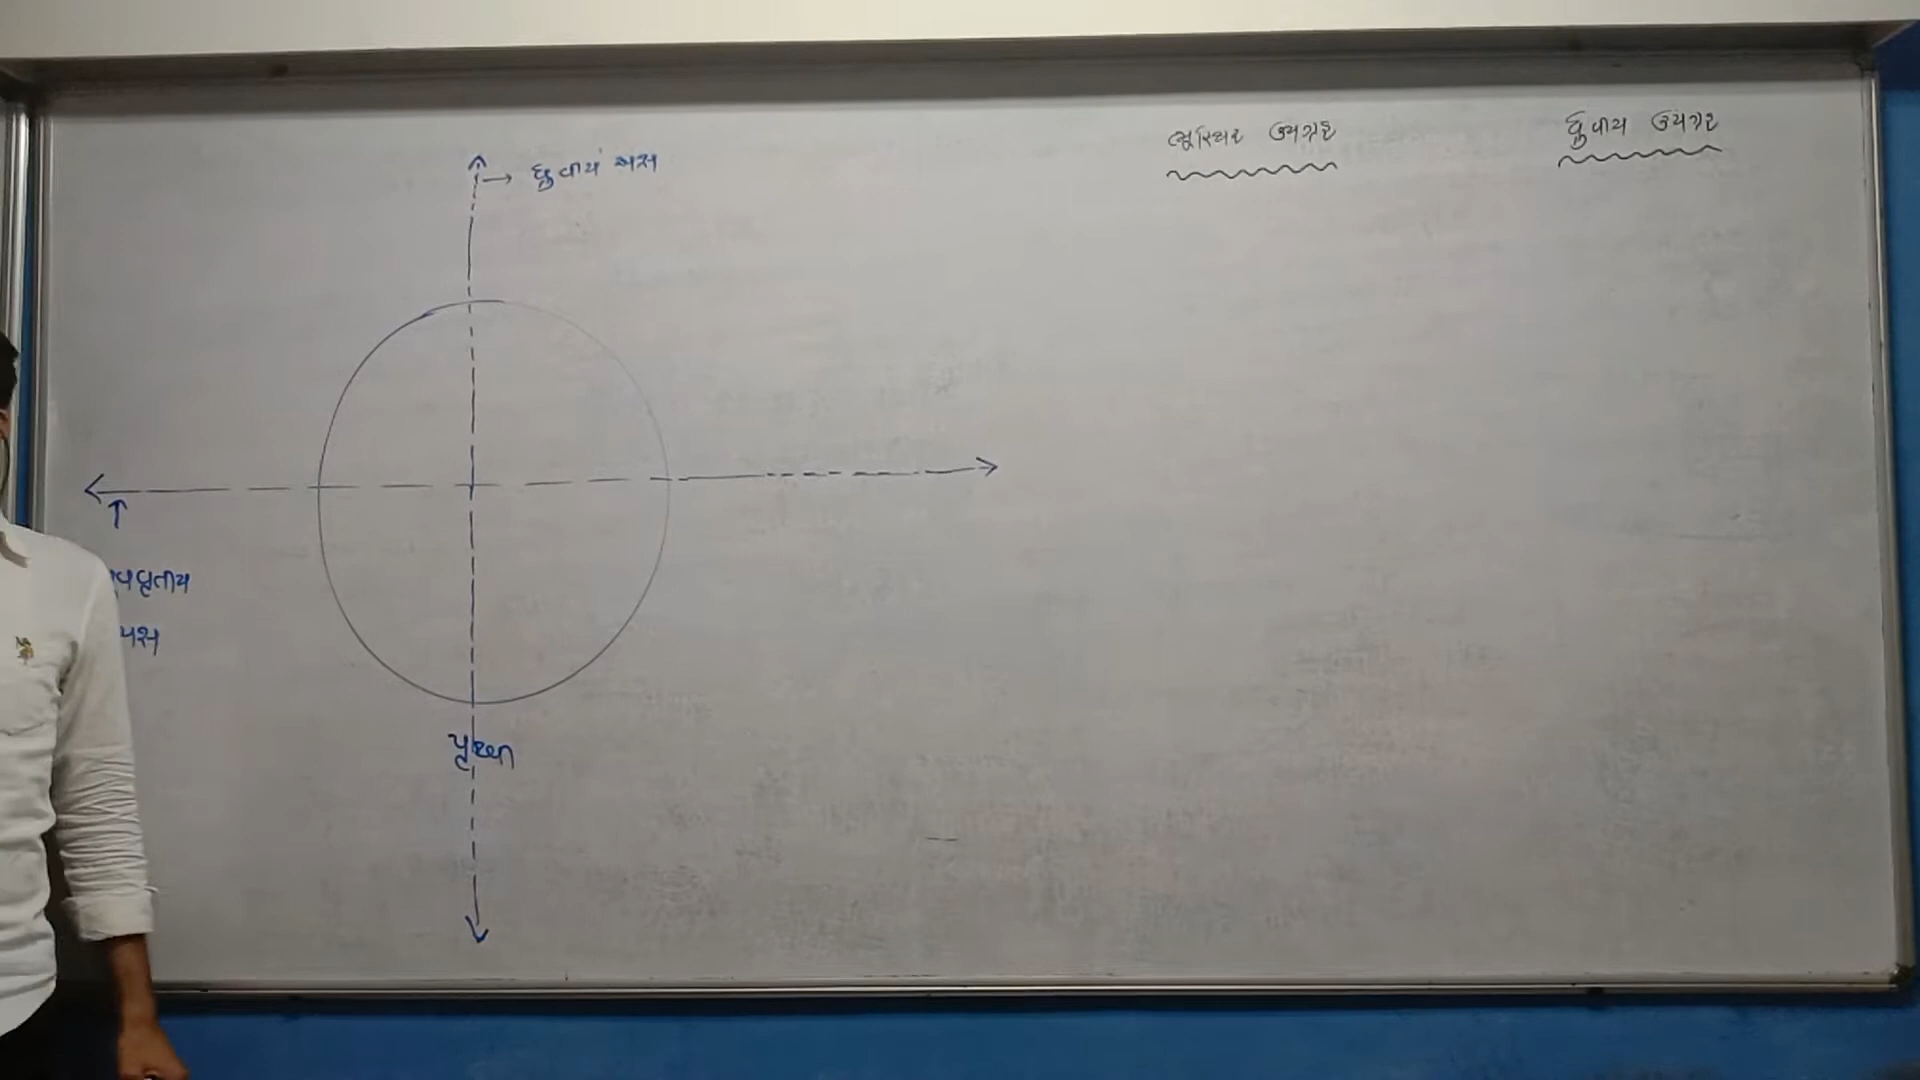 ધ્રુવીય અક્ષ
ભૂસ્થિર ઉપગ્રહ
ધ્રુવીય ઉપગ્રહ
પૃથ્વી